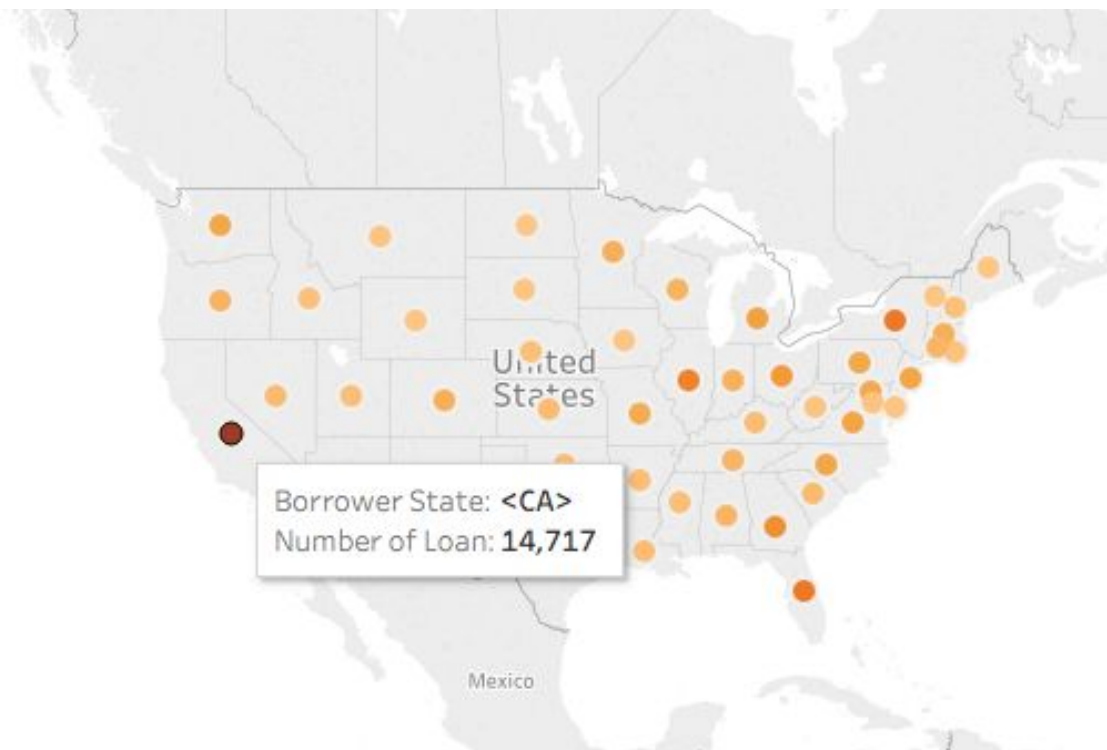 United
States
Borrower State: <CA>
Number of Loan: 14,717
Mexico